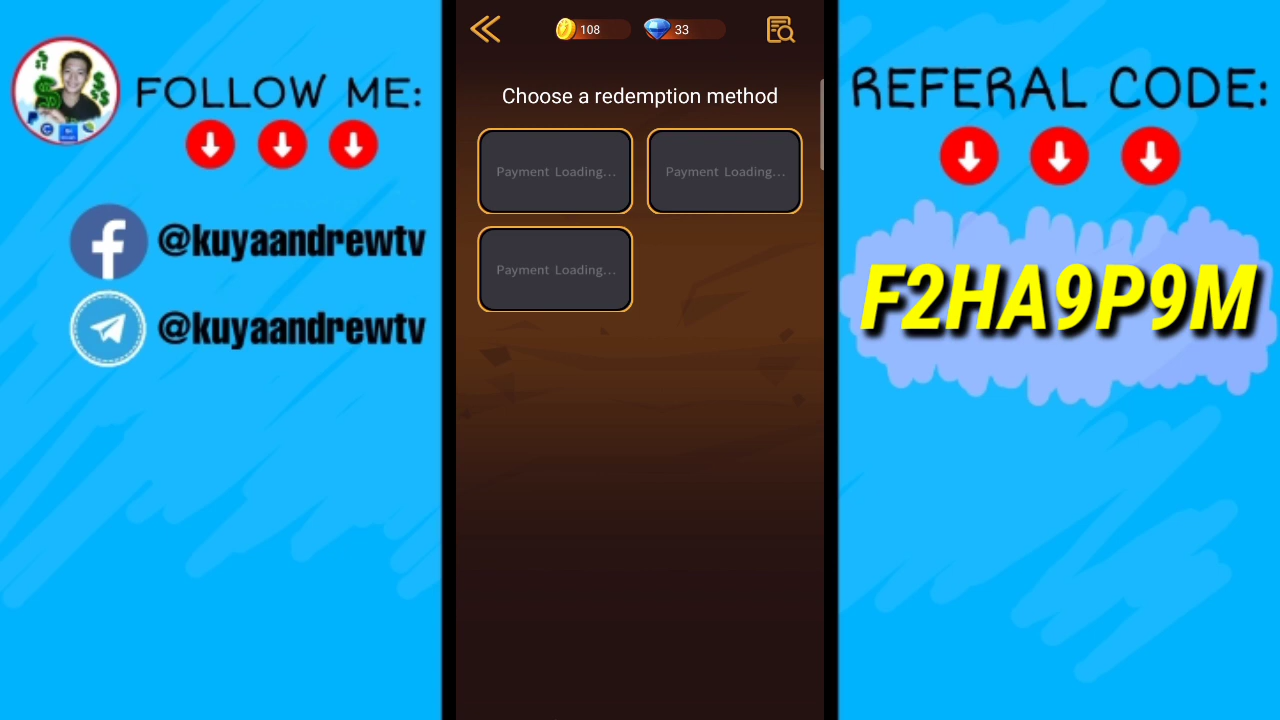 FOLLOW ME:
@kuyaandrewtv
@kuyaandrewtv
108
33
Choose a redemption method
Payment Loading...
Payment Loading...
Payment Loading...
REFERAL CODE:
F2HA9P9M